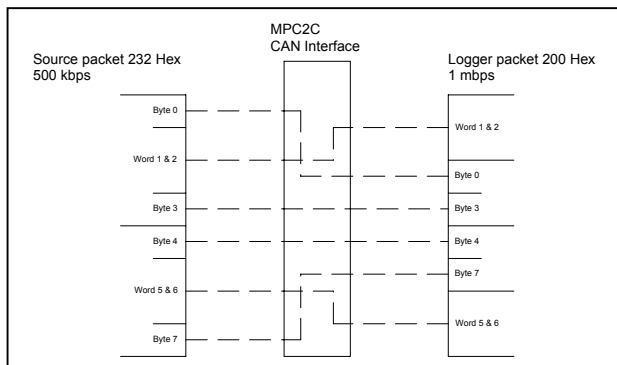 MPC2C
CAN Interface
Source packet 232 Hex
500 kbps
Logger packet 200 Hex
1 mbps
Byte 0
Word 1 & 2
Byte 3
Byte 4
Word 5 & 6
Byte 7
Word 1 & 2
Byte 0
Byte 3
Byte 4
Byte 7
Word 5 & 6